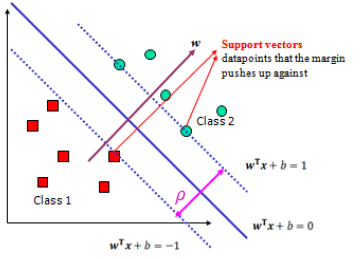 w
Support vectors
datapoints that the margin
pushes up against
Class 2
wᵀx + b = 1
ρ
Class 1
wᵀx + b = 0
wᵀx + b = −1